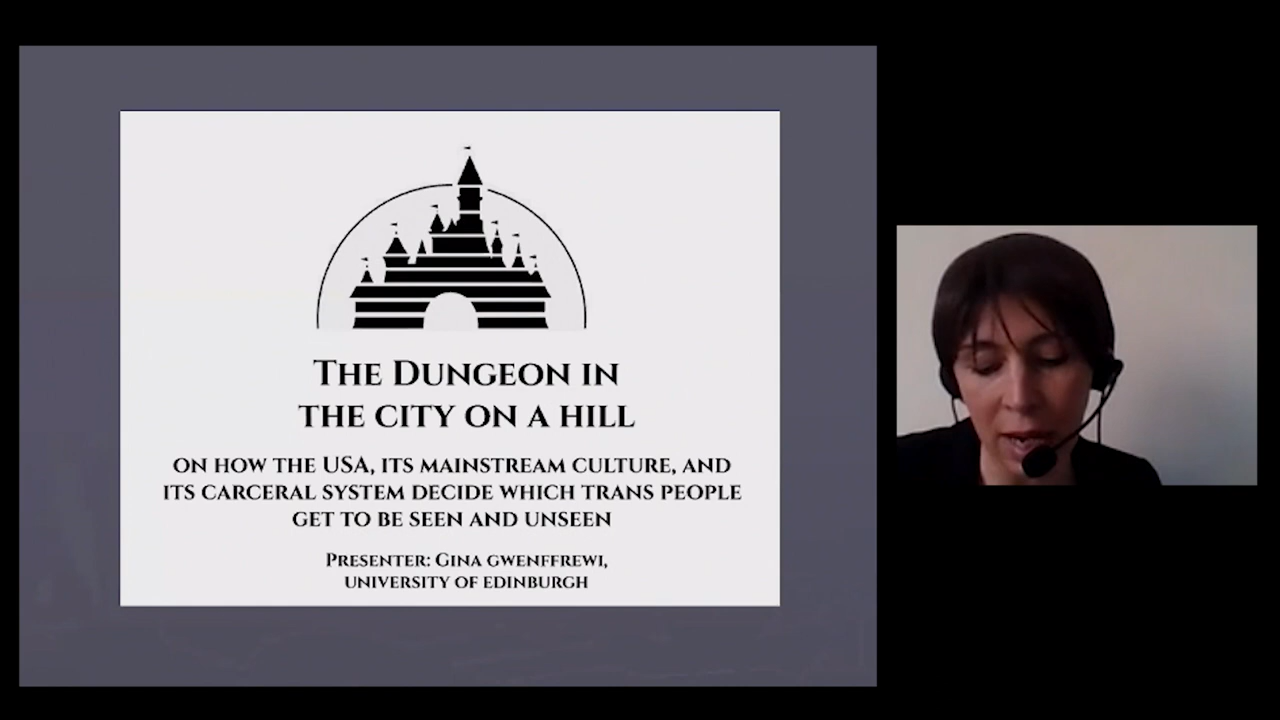 The Dungeon in
the city on a hill
on how the USA, its mainstream culture, and
its carceral system decide which trans people
get to be seen and unseen
Presenter: Gina gwenffrewi,
university of edinburgh